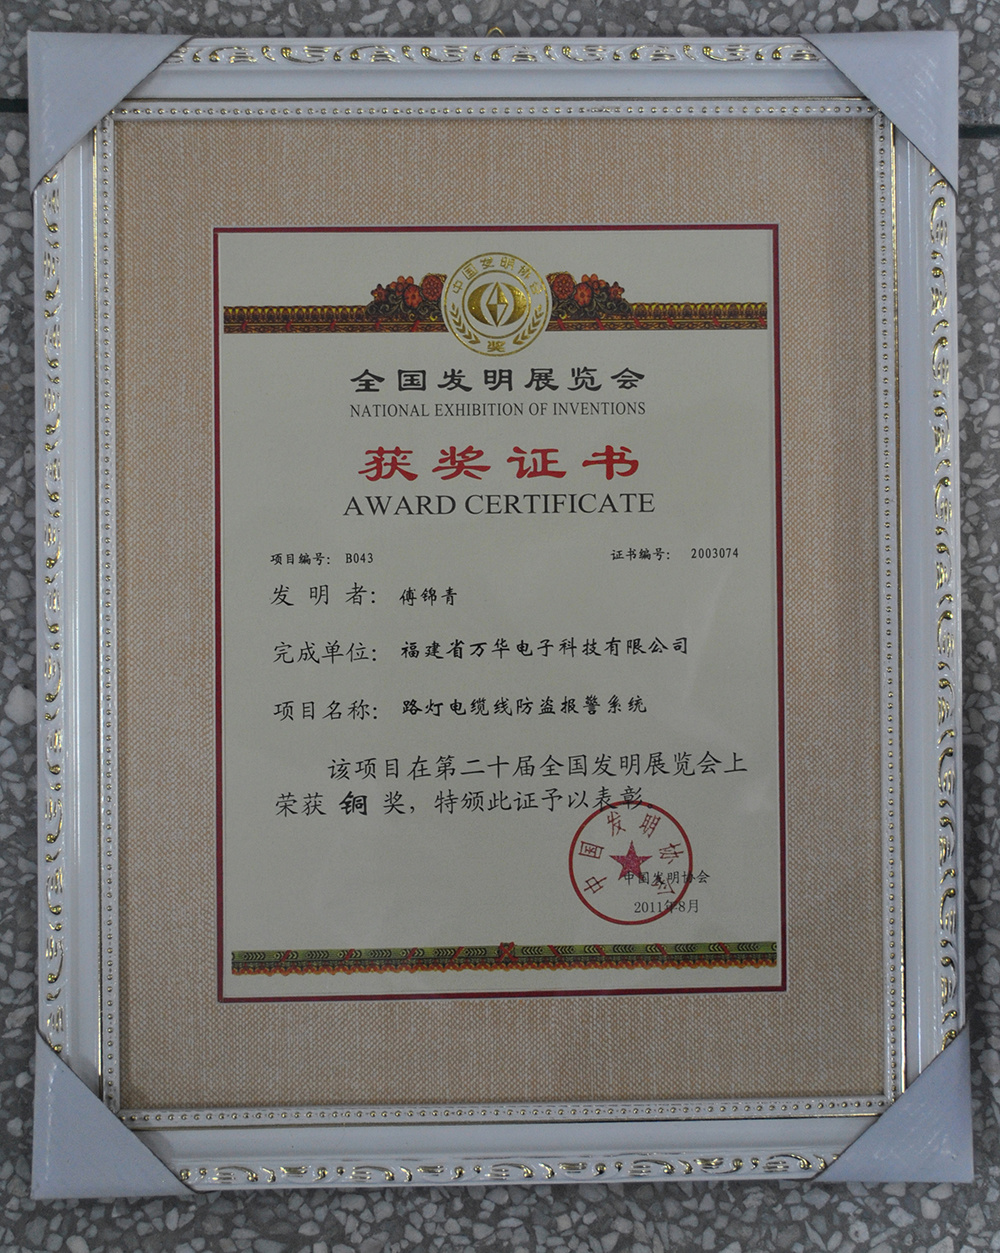 中国发明协会
奖
全国发明展览会
NATIONAL EXHIBITION OF INVENTIONS
获奖证书
AWARD CERTIFICATE
项目编号: B043 证书编号: 2003074
发明者: 傅锦青
完成单位: 福建省万华电子科技有限公司
项目名称: 路灯电缆线防盗报警系统
该项目在第二十届全国发明展览会上
荣获铜奖，特颁此证予以表彰。
中国发明协会
中国发明协会
2011年8月